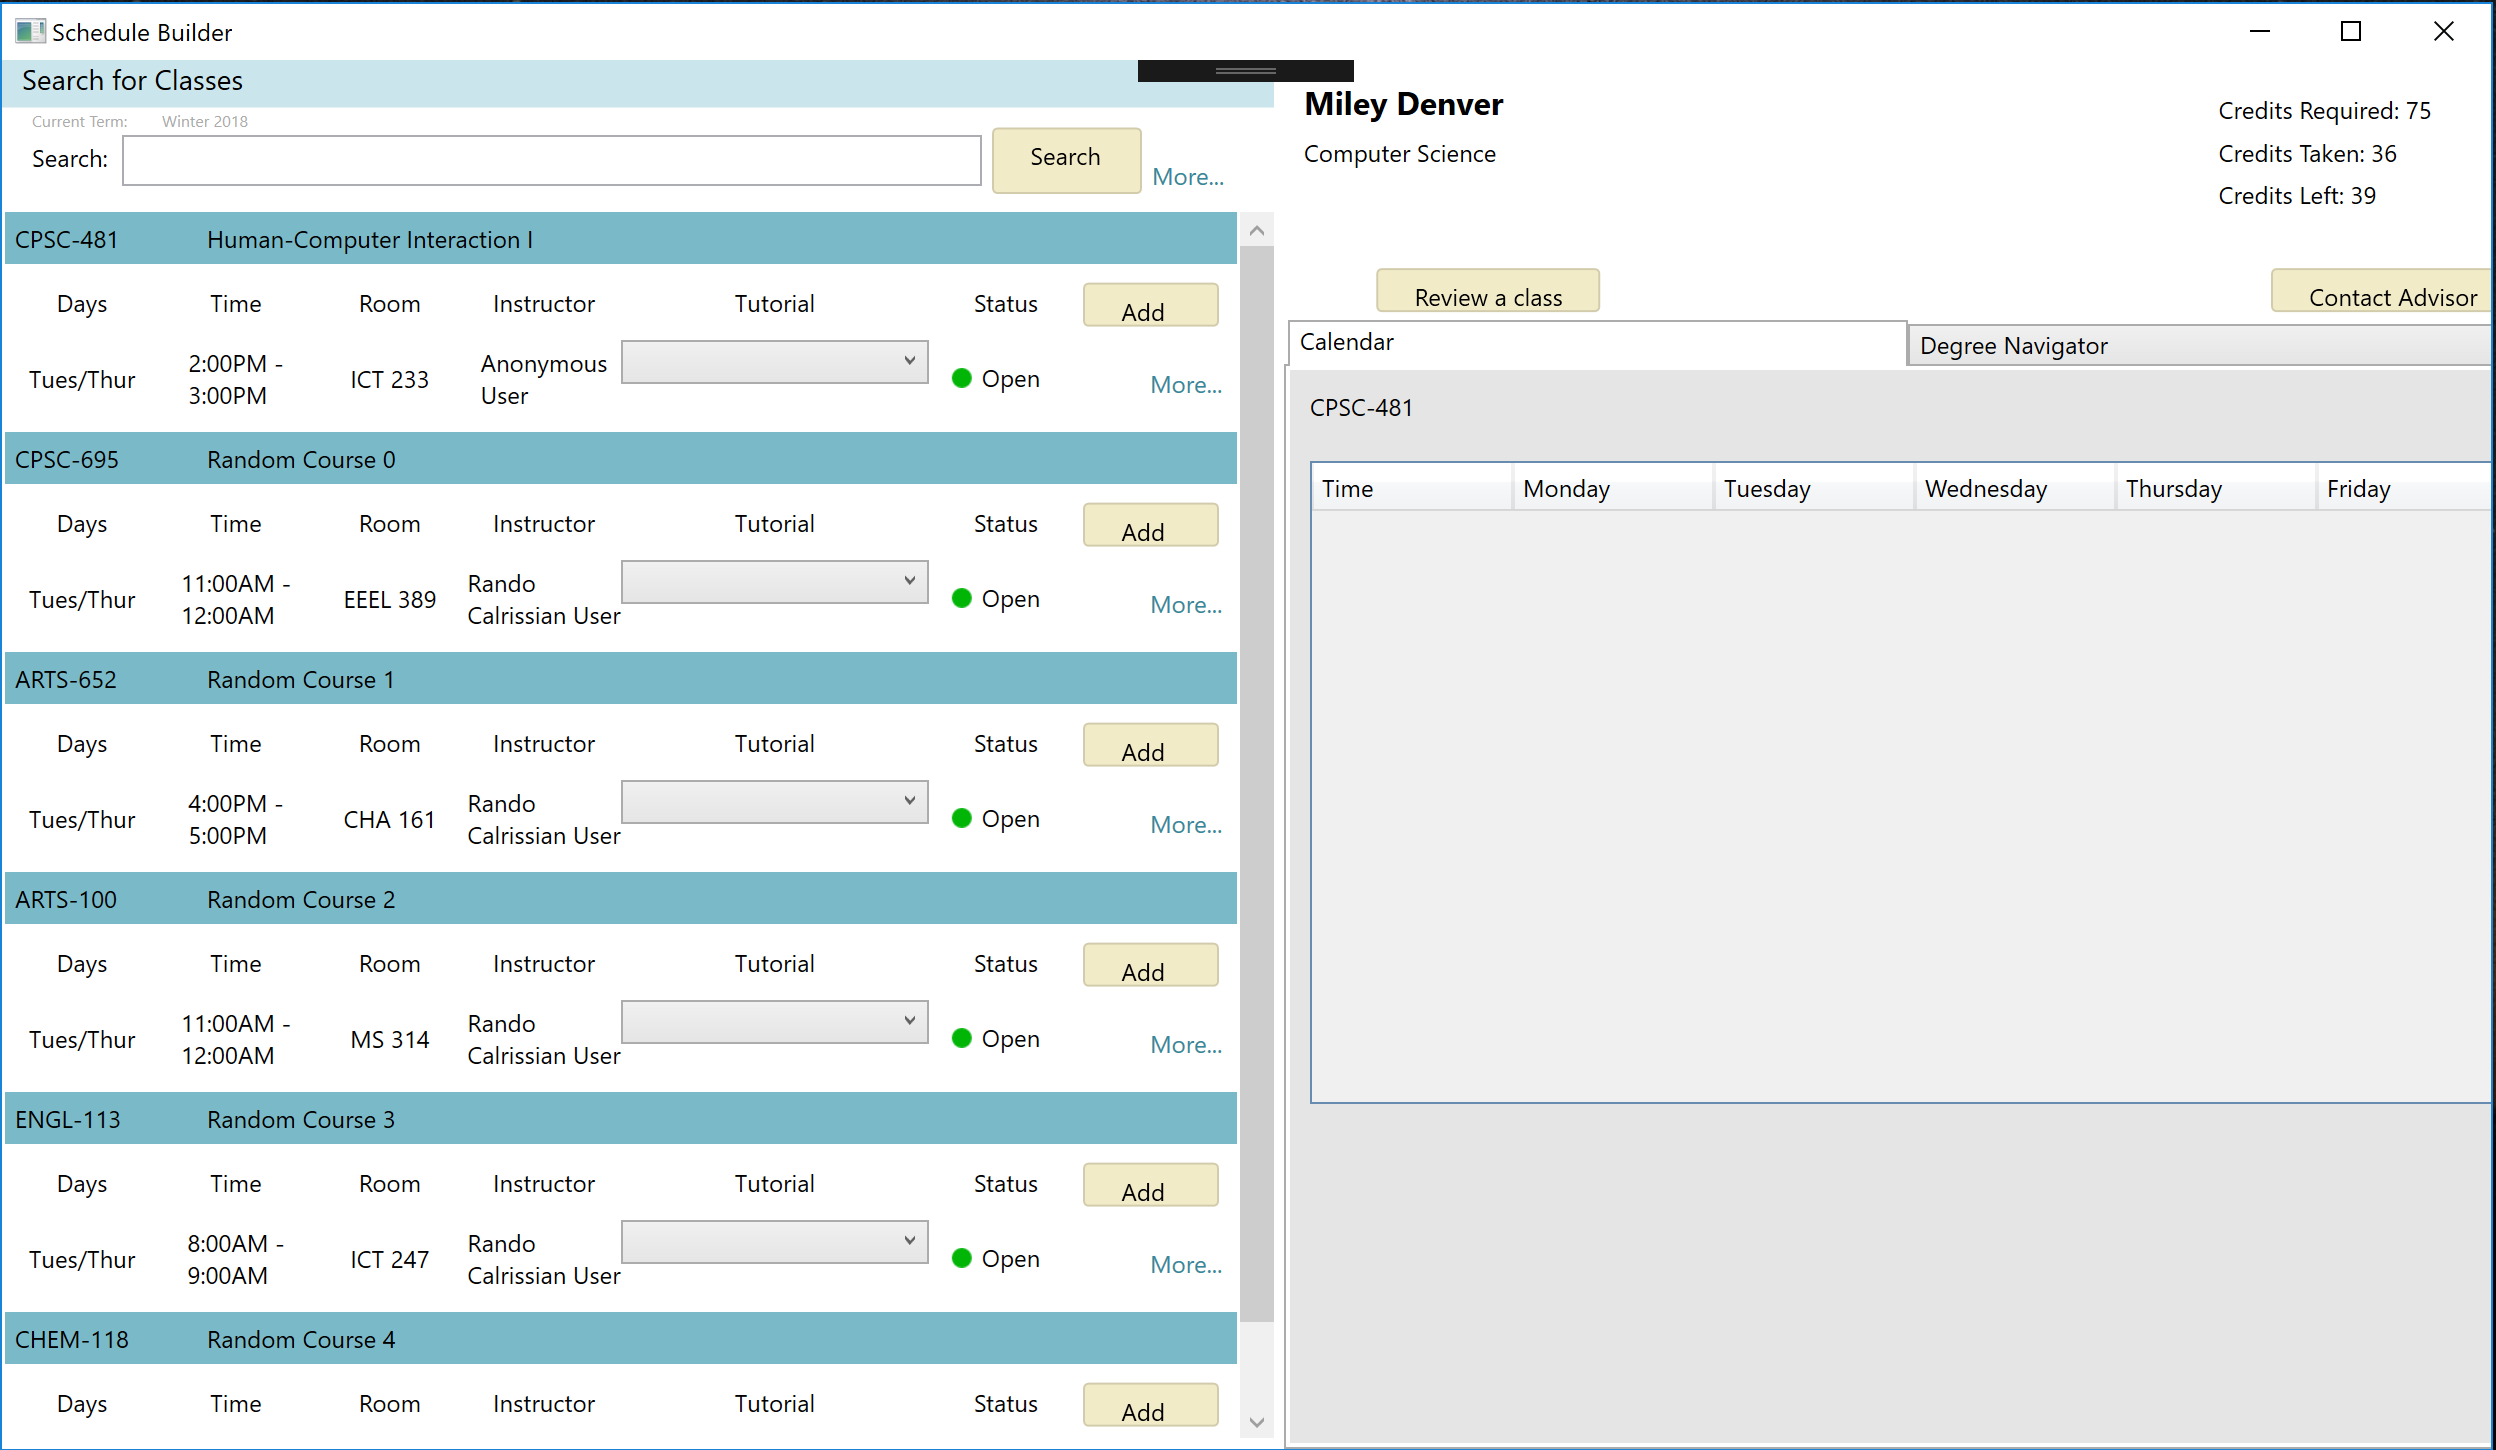 Schedule Builder
Search for Classes
Current Term: Winter 2018
Search: Search More...
CPSC-481 Human-Computer Interaction I
Days Time Room Instructor Tutorial Status Add
Tues/Thur 2:00PM - 3:00PM ICT 233 Anonymous User Open More...
CPSC-695 Random Course 0
Days Time Room Instructor Tutorial Status Add
Tues/Thur 11:00AM - 12:00AM EEEL 389 Rando Calrissian User Open More...
ARTS-652 Random Course 1
Days Time Room Instructor Tutorial Status Add
Tues/Thur 4:00PM - 5:00PM CHA 161 Rando Calrissian User Open More...
ARTS-100 Random Course 2
Days Time Room Instructor Tutorial Status Add
Tues/Thur 11:00AM - 12:00AM MS 314 Rando Calrissian User Open More...
ENGL-113 Random Course 3
Days Time Room Instructor Tutorial Status Add
Tues/Thur 8:00AM - 9:00AM ICT 247 Rando Calrissian User Open More...
CHEM-118 Random Course 4
Days Time Room Instructor Tutorial Status Add
Miley Denver
Computer Science
Credits Required: 75
Credits Taken: 36
Credits Left: 39
Review a class Contact Advisor
Calendar Degree Navigator
CPSC-481
Time Monday Tuesday Wednesday Thursday Friday